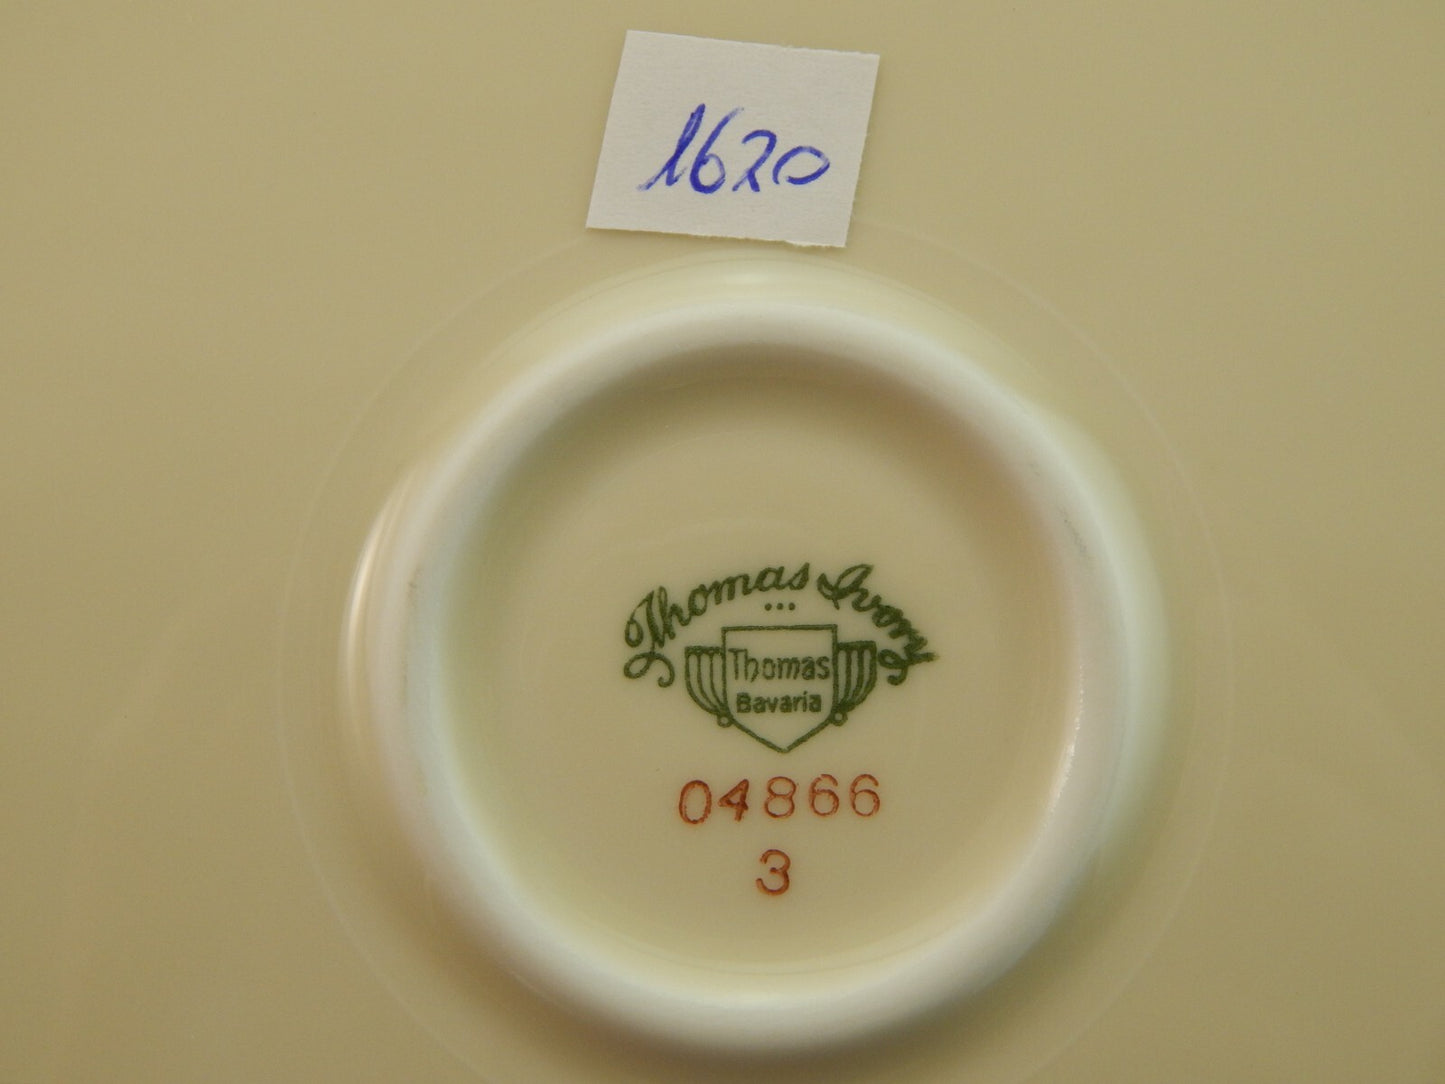 1620
Thomas Ivory
Thomas
Bavaria
04866
3